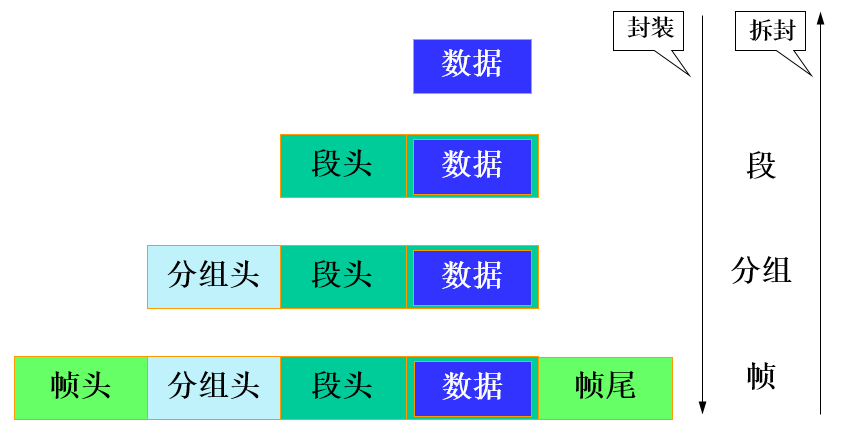 封装 拆封
数据
段头 数据 段
分组头 段头 数据 分组
帧头 分组头 段头 数据 帧尾 帧